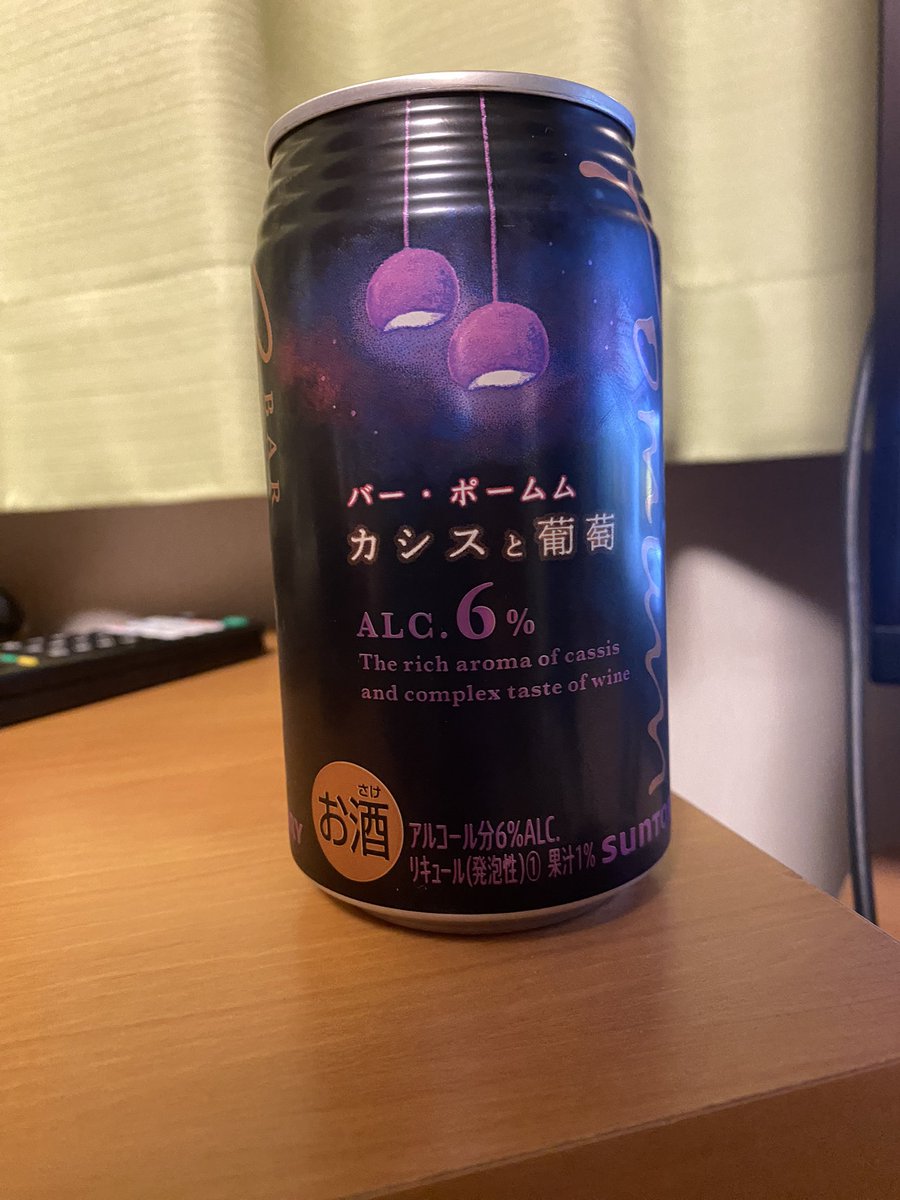 BAR
バー・ポームム
カシスと葡萄
ALC. 6%
The rich aroma of cassis
and complex taste of wine
さけ
お酒
アルコール分6%ALC.
リキュール(発泡性)① 果汁1%